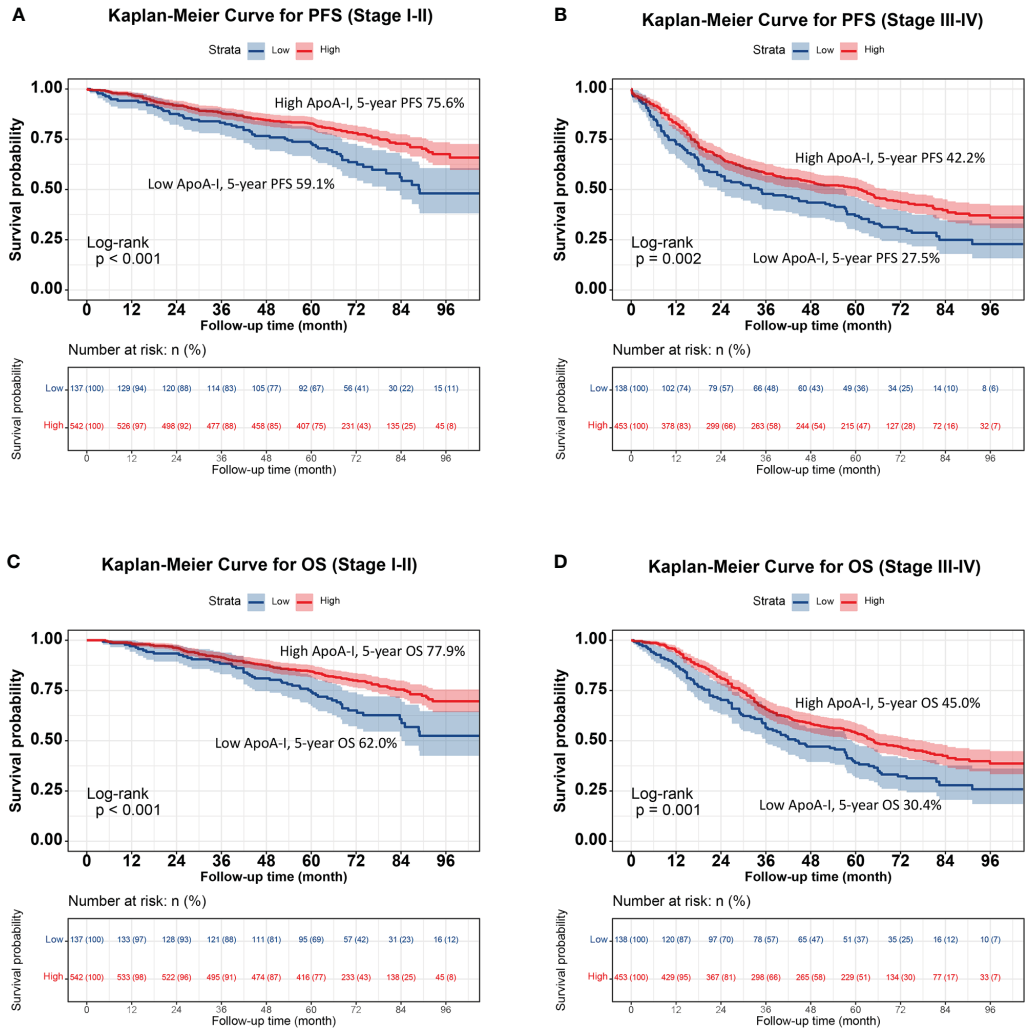 A
Kaplan-Meier Curve for PFS (Stage I-II)
Strata Low High
Survival probability
1.00
0.75
0.50
0.25
0.00
High ApoA-I, 5-year PFS 75.6%
Low ApoA-I, 5-year PFS 59.1%
Log-rank
p < 0.001
0 12 24 36 48 60 72 84 96
Follow-up time (month)
Number at risk: n (%)
Survival probability
Low 137 (100) 129 (94) 120 (88) 114 (83) 105 (77) 92 (67) 56 (41) 30 (22) 15 (11)
High 542 (100) 526 (97) 498 (92) 477 (88) 458 (85) 407 (75) 231 (43) 135 (25) 45 (8)
0 12 24 36 48 60 72 84 96
Follow-up time (month)
B
Kaplan-Meier Curve for PFS (Stage III-IV)
Strata Low High
Survival probability
1.00
0.75
0.50
0.25
0.00
High ApoA-I, 5-year PFS 42.2%
Low ApoA-I, 5-year PFS 27.5%
Log-rank
p = 0.002
0 12 24 36 48 60 72 84 96
Follow-up time (month)
Number at risk: n (%)
Survival probability
Low 138 (100) 102 (74) 79 (57) 66 (48) 60 (43) 49 (36) 34 (25) 14 (10) 8 (6)
High 453 (100) 378 (83) 299 (66) 263 (58) 244 (54) 215 (47) 127 (28) 72 (16) 32 (7)
0 12 24 36 48 60 72 84 96
Follow-up time (month)
C
Kaplan-Meier Curve for OS (Stage I-II)
Strata Low High
Survival probability
1.00
0.75
0.50
0.25
0.00
High ApoA-I, 5-year OS 77.9%
Low ApoA-I, 5-year OS 62.0%
Log-rank
p < 0.001
0 12 24 36 48 60 72 84 96
Follow-up time (month)
Number at risk: n (%)
Survival probability
Low 137 (100) 133 (97) 128 (93) 121 (88) 111 (81) 95 (69) 57 (42) 31 (23) 16 (12)
High 542 (100) 533 (98) 522 (96) 495 (91) 474 (87) 416 (77) 233 (43) 138 (25) 45 (8)
0 12 24 36 48 60 72 84 96
Follow-up time (month)
D
Kaplan-Meier Curve for OS (Stage III-IV)
Strata Low High
Survival probability
1.00
0.75
0.50
0.25
0.00
High ApoA-I, 5-year OS 45.0%
Low ApoA-I, 5-year OS 30.4%
Log-rank
p = 0.001
0 12 24 36 48 60 72 84 96
Follow-up time (month)
Number at risk: n (%)
Survival probability
Low 138 (100) 120 (87) 97 (70) 78 (57) 65 (47) 51 (37) 35 (25) 16 (12) 10 (7)
High 453 (100) 429 (95) 367 (81) 298 (66) 265 (58) 229 (51) 134 (30) 77 (17) 33 (7)
0 12 24 36 48 60 72 84 96
Follow-up time (month)